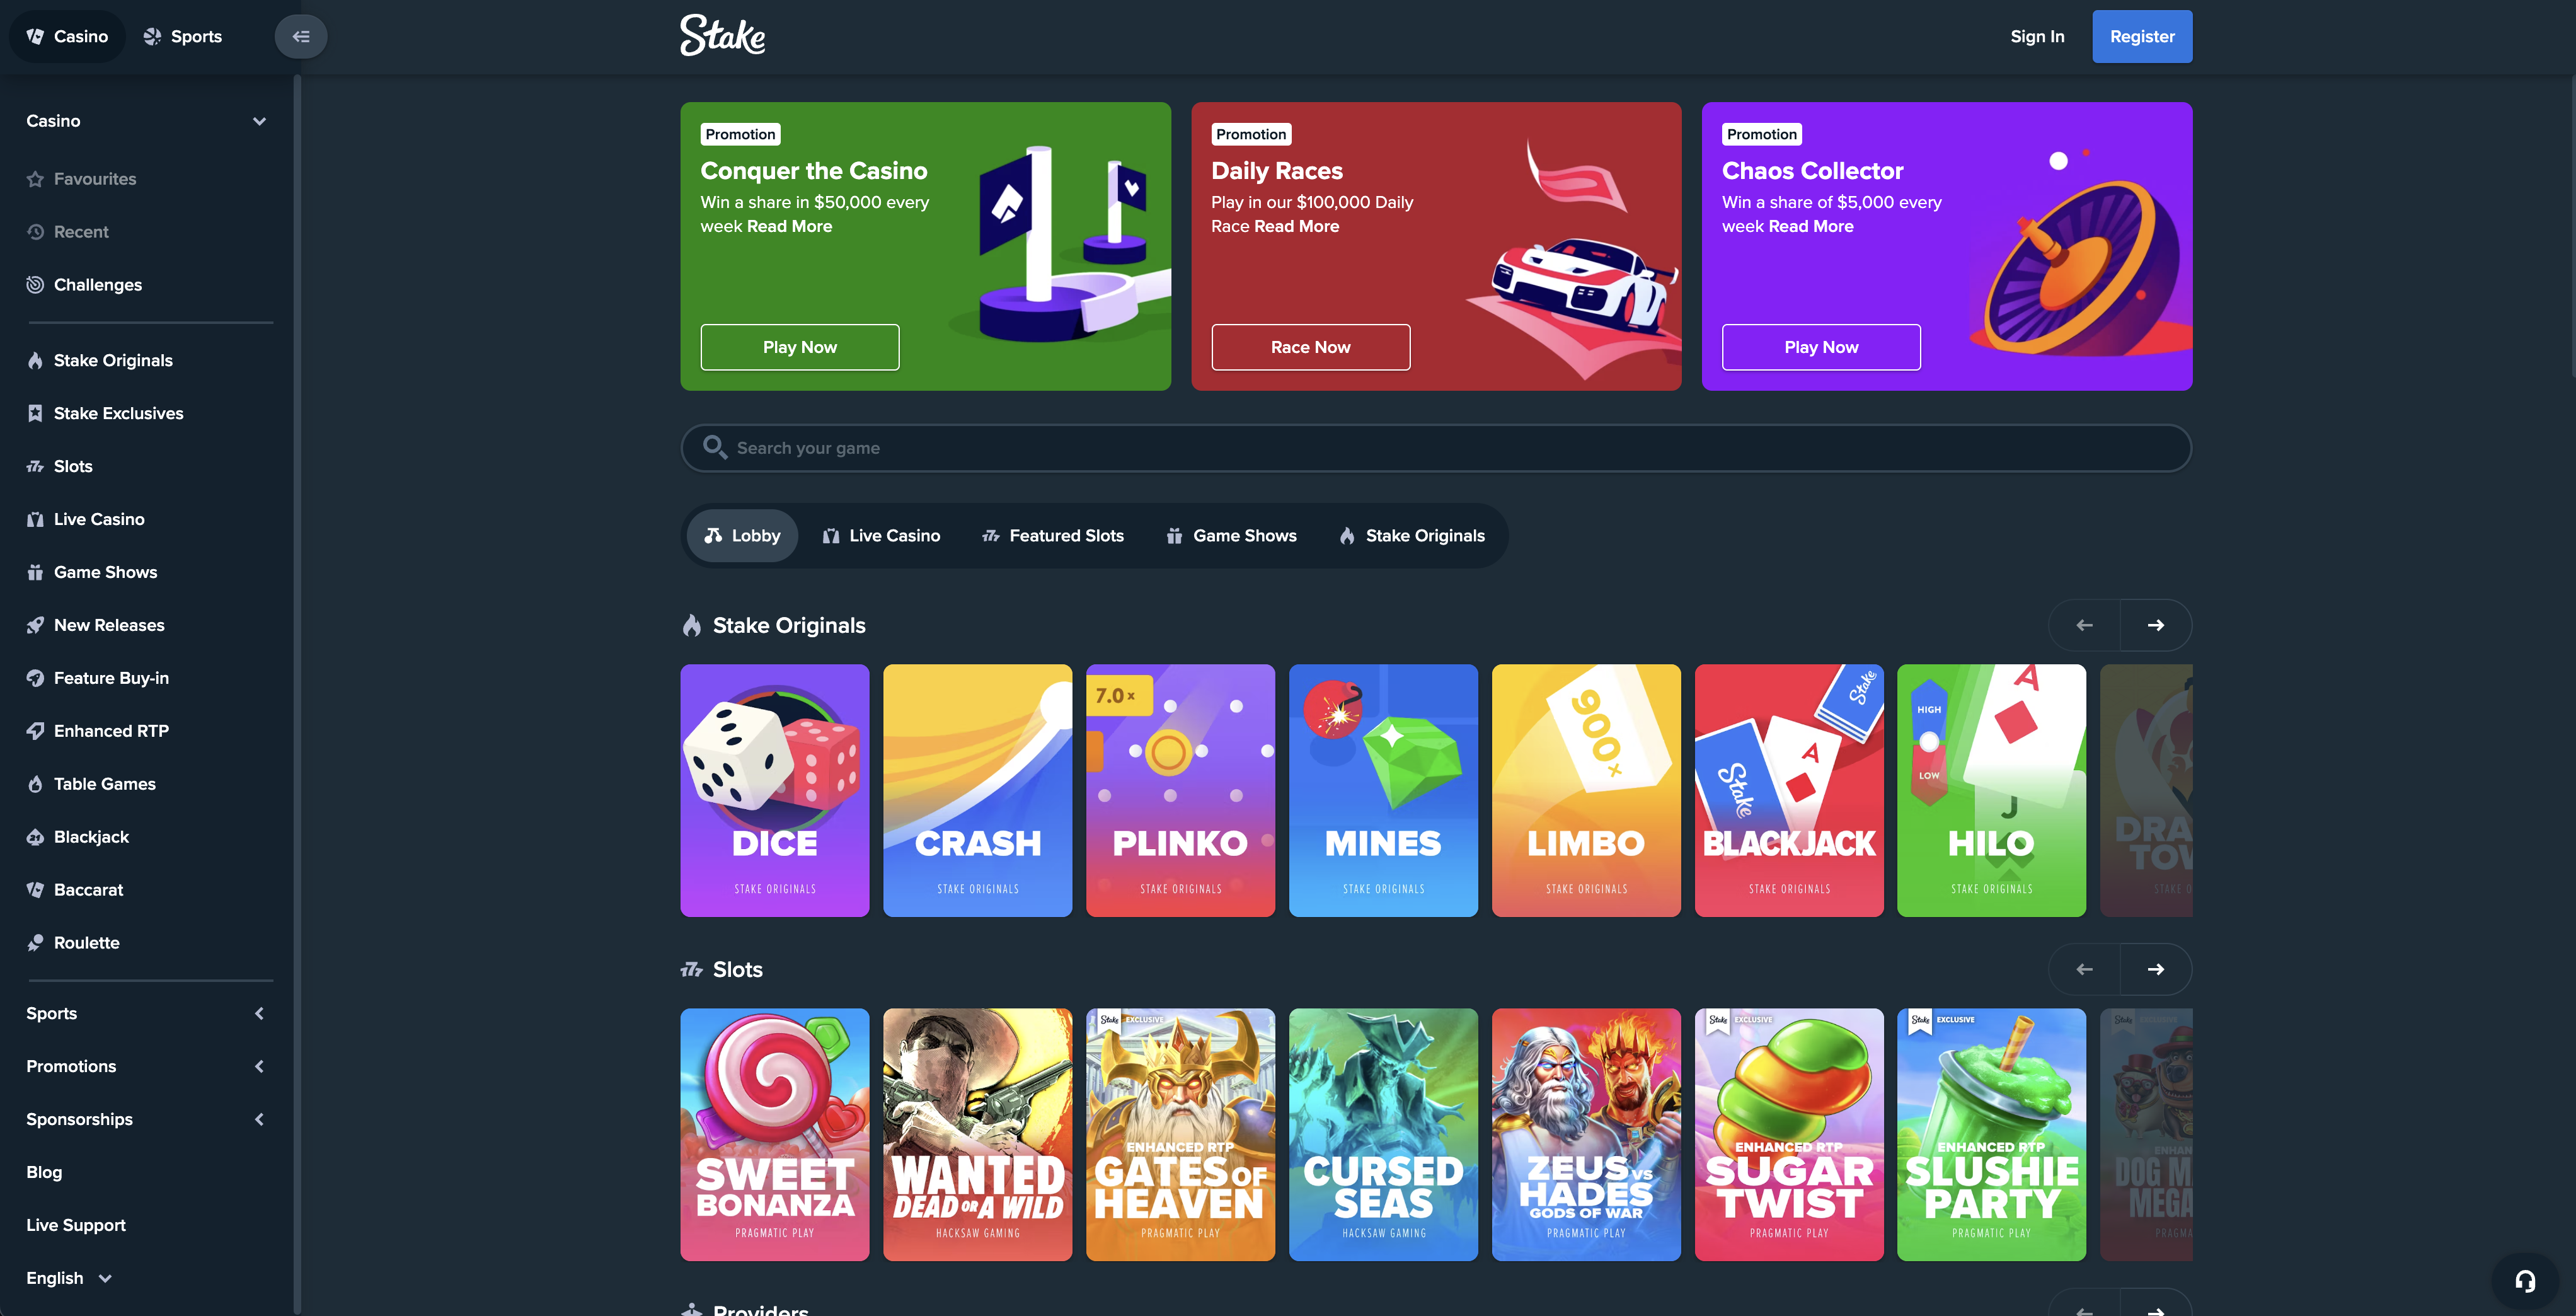 Casino
Sports
Stake
Sign In
Register
Casino
Favourites
Recent
Challenges
Stake Originals
Stake Exclusives
Slots
Live Casino
Game Shows
New Releases
Feature Buy-in
Enhanced RTP
Table Games
Blackjack
Baccarat
Roulette
Sports
Promotions
Sponsorships
Blog
Live Support
English
Promotion
Conquer the Casino
Win a share in $50,000 every
week Read More
Play Now
Promotion
Daily Races
Play in our $100,000 Daily
Race Read More
Race Now
Promotion
Chaos Collector
Win a share of $5,000 every
week Read More
Play Now
Search your game
Lobby
Live Casino
Featured Slots
Game Shows
Stake Originals
Stake Originals
DICE
STAKE ORIGINALS
CRASH
STAKE ORIGINALS
7.0x
PLINKO
STAKE ORIGINALS
MINES
STAKE ORIGINALS
900x
LIMBO
STAKE ORIGINALS
Stake
A
Stake
BLACKJACK
STAKE ORIGINALS
A
HIGH
LOW
J
HILO
STAKE ORIGINALS
DRA
TOW
STAKE O
Slots
SWEET
BONANZA
PRAGMATIC PLAY
WANTED
DEAD OR A WILD
HACKSAW GAMING
Stake EXCLUSIVE
ENHANCED RTP
GATES OF
HEAVEN
PRAGMATIC PLAY
CURSED
SEAS
HACKSAW GAMING
ZEUS VS
HADES
GODS OF WAR
PRAGMATIC PLAY
Stake EXCLUSIVE
ENHANCED RTP
SUGAR
TWIST
PRAGMATIC PLAY
Stake EXCLUSIVE
ENHANCED RTP
SLUSHIE
PARTY
PRAGMATIC PLAY
Stake EXCLUSIVE
ENHAN
DOG M
MEGA
PRAGMA
Providers